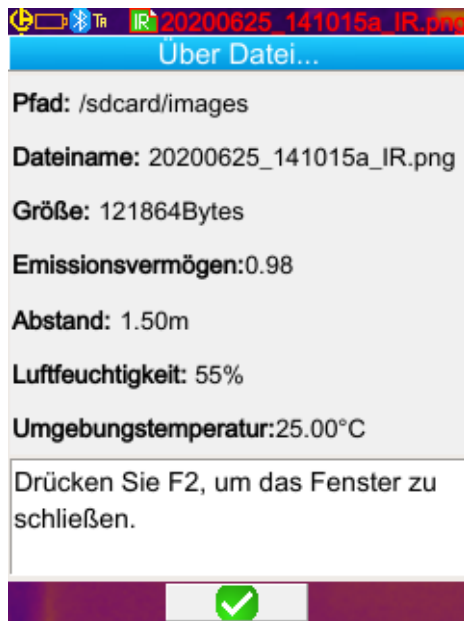 IR 20200625_141015a_IR.png
Über Datei...
Pfad: /sdcard/images
Dateiname: 20200625_141015a_IR.png
Größe: 121864Bytes
Emissionsvermögen:0.98
Abstand: 1.50m
Luftfeuchtigkeit: 55%
Umgebungstemperatur:25.00°C
Drücken Sie F2, um das Fenster zu
schließen.